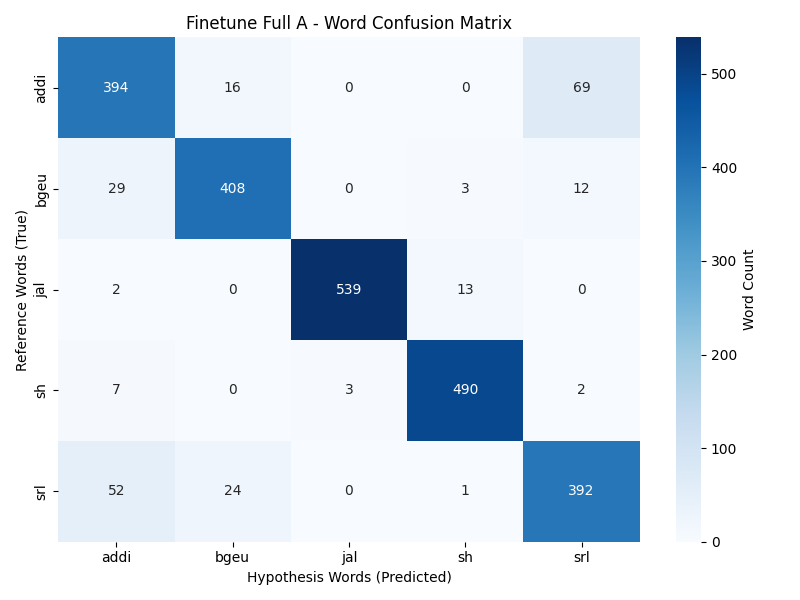 Finetune Full A - Word Confusion Matrix
addi 394 16 0 0 69
bgeu 29 408 0 3 12
jal 2 0 539 13 0
sh 7 0 3 490 2
srl 52 24 0 1 392
addi bgeu jal sh srl
Reference Words (True)
Hypothesis Words (Predicted)
500
400
300
200
100
0
Word Count